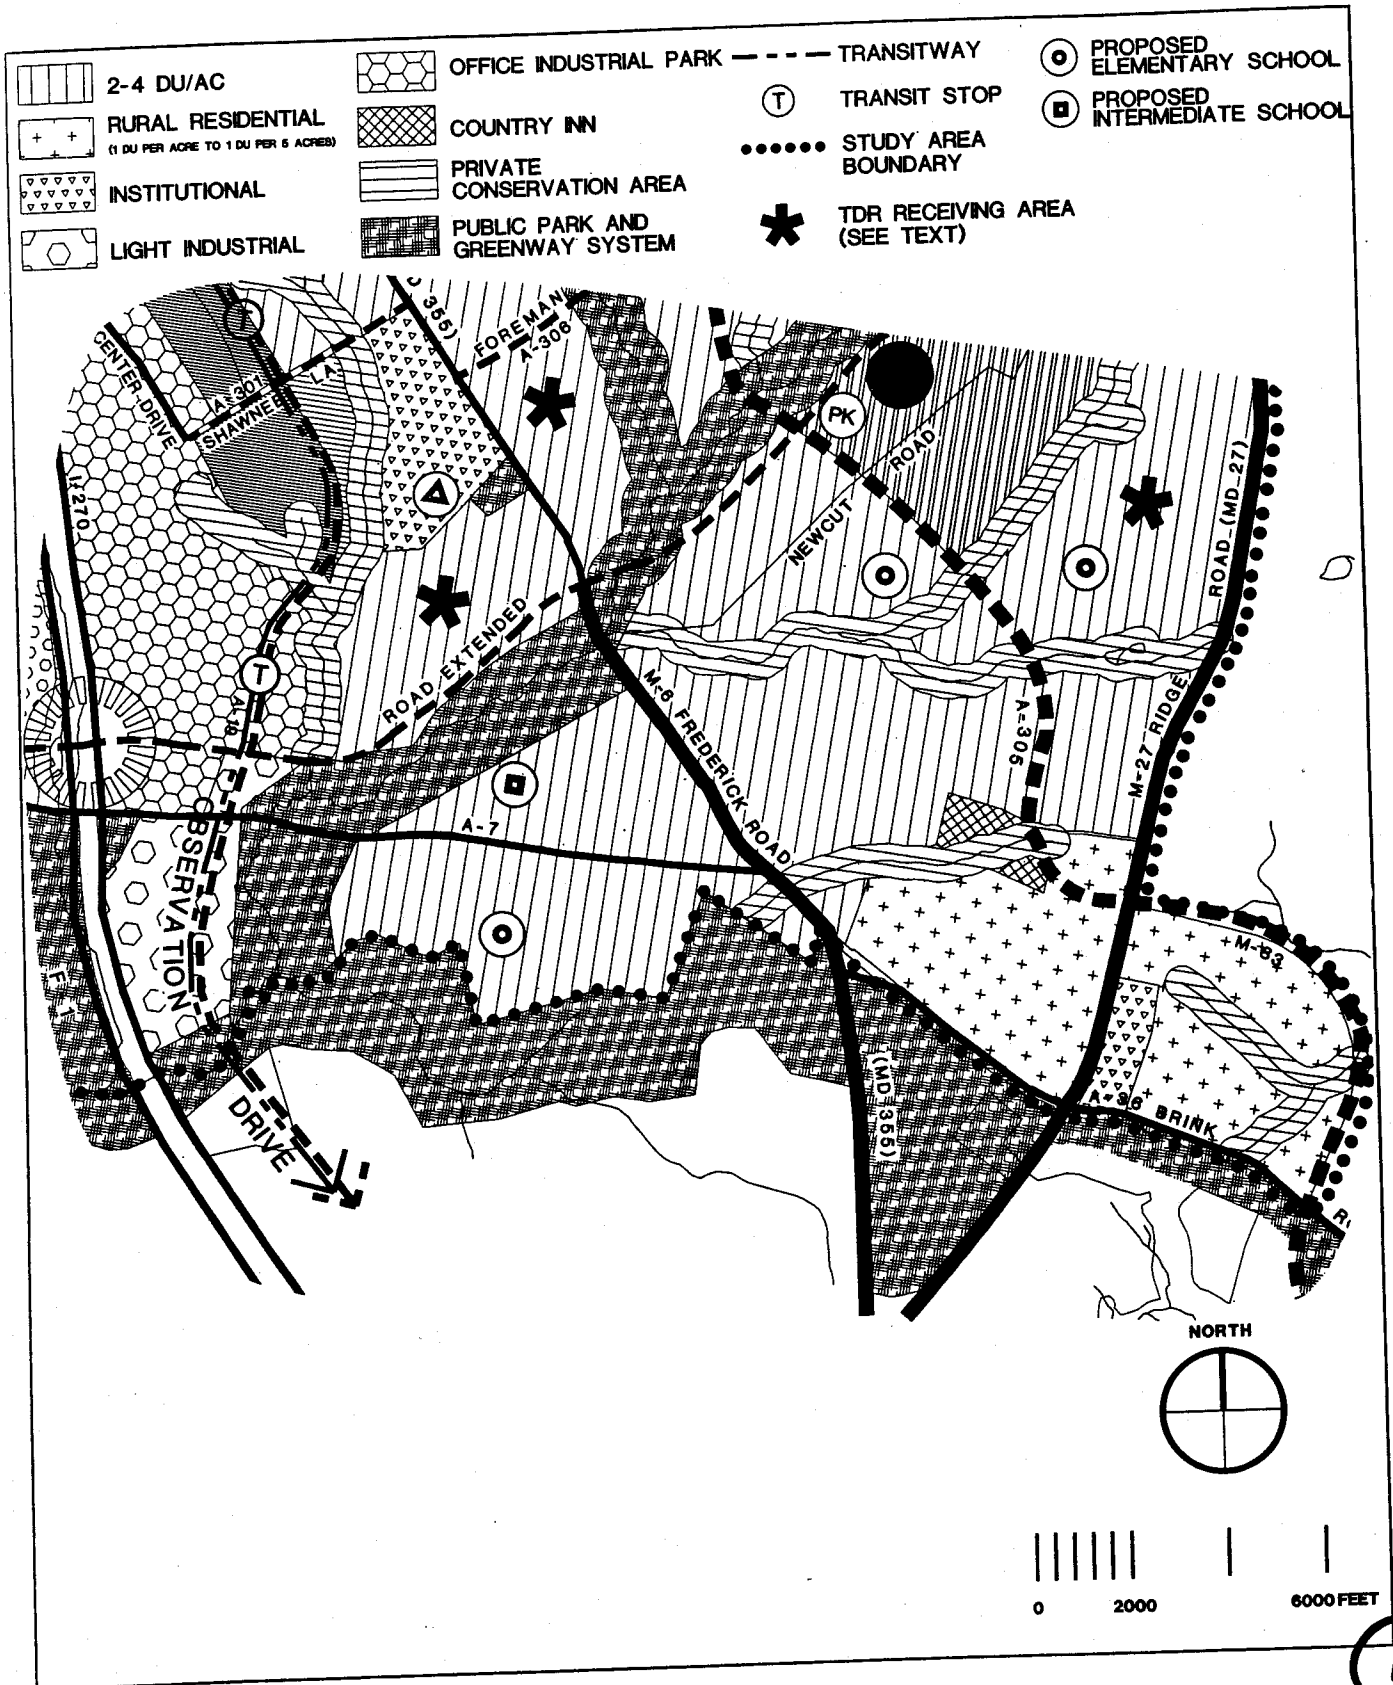 2-4 DU/AC
RURAL RESIDENTIAL
(1 DU PER ACRE TO 1 DU PER 5 ACRES)
INSTITUTIONAL
LIGHT INDUSTRIAL
OFFICE INDUSTRIAL PARK
COUNTRY INN
PRIVATE
CONSERVATION AREA
PUBLIC PARK AND
GREENWAY SYSTEM
TRANSITWAY
T
TRANSIT STOP
STUDY AREA
BOUNDARY
TDR RECEIVING AREA
(SEE TEXT)
PROPOSED
ELEMENTARY SCHOOL
PROPOSED
INTERMEDIATE SCHOOL
355)
FOREMAN
A-306
T
CENTER DRIVE
A-301
SHAWNEE LA.
I-270
PK
NEWCUT ROAD
ROAD (MD 27)
T
A-19
ROAD EXTENDED
M-6 FREDERICK ROAD
A-305
M-27 RIDGE
A-7
OBSERVATION
DRIVE
F-1
M-83
(MD 355)
A-36 BRINK
NORTH
0
2000
6000 FEET